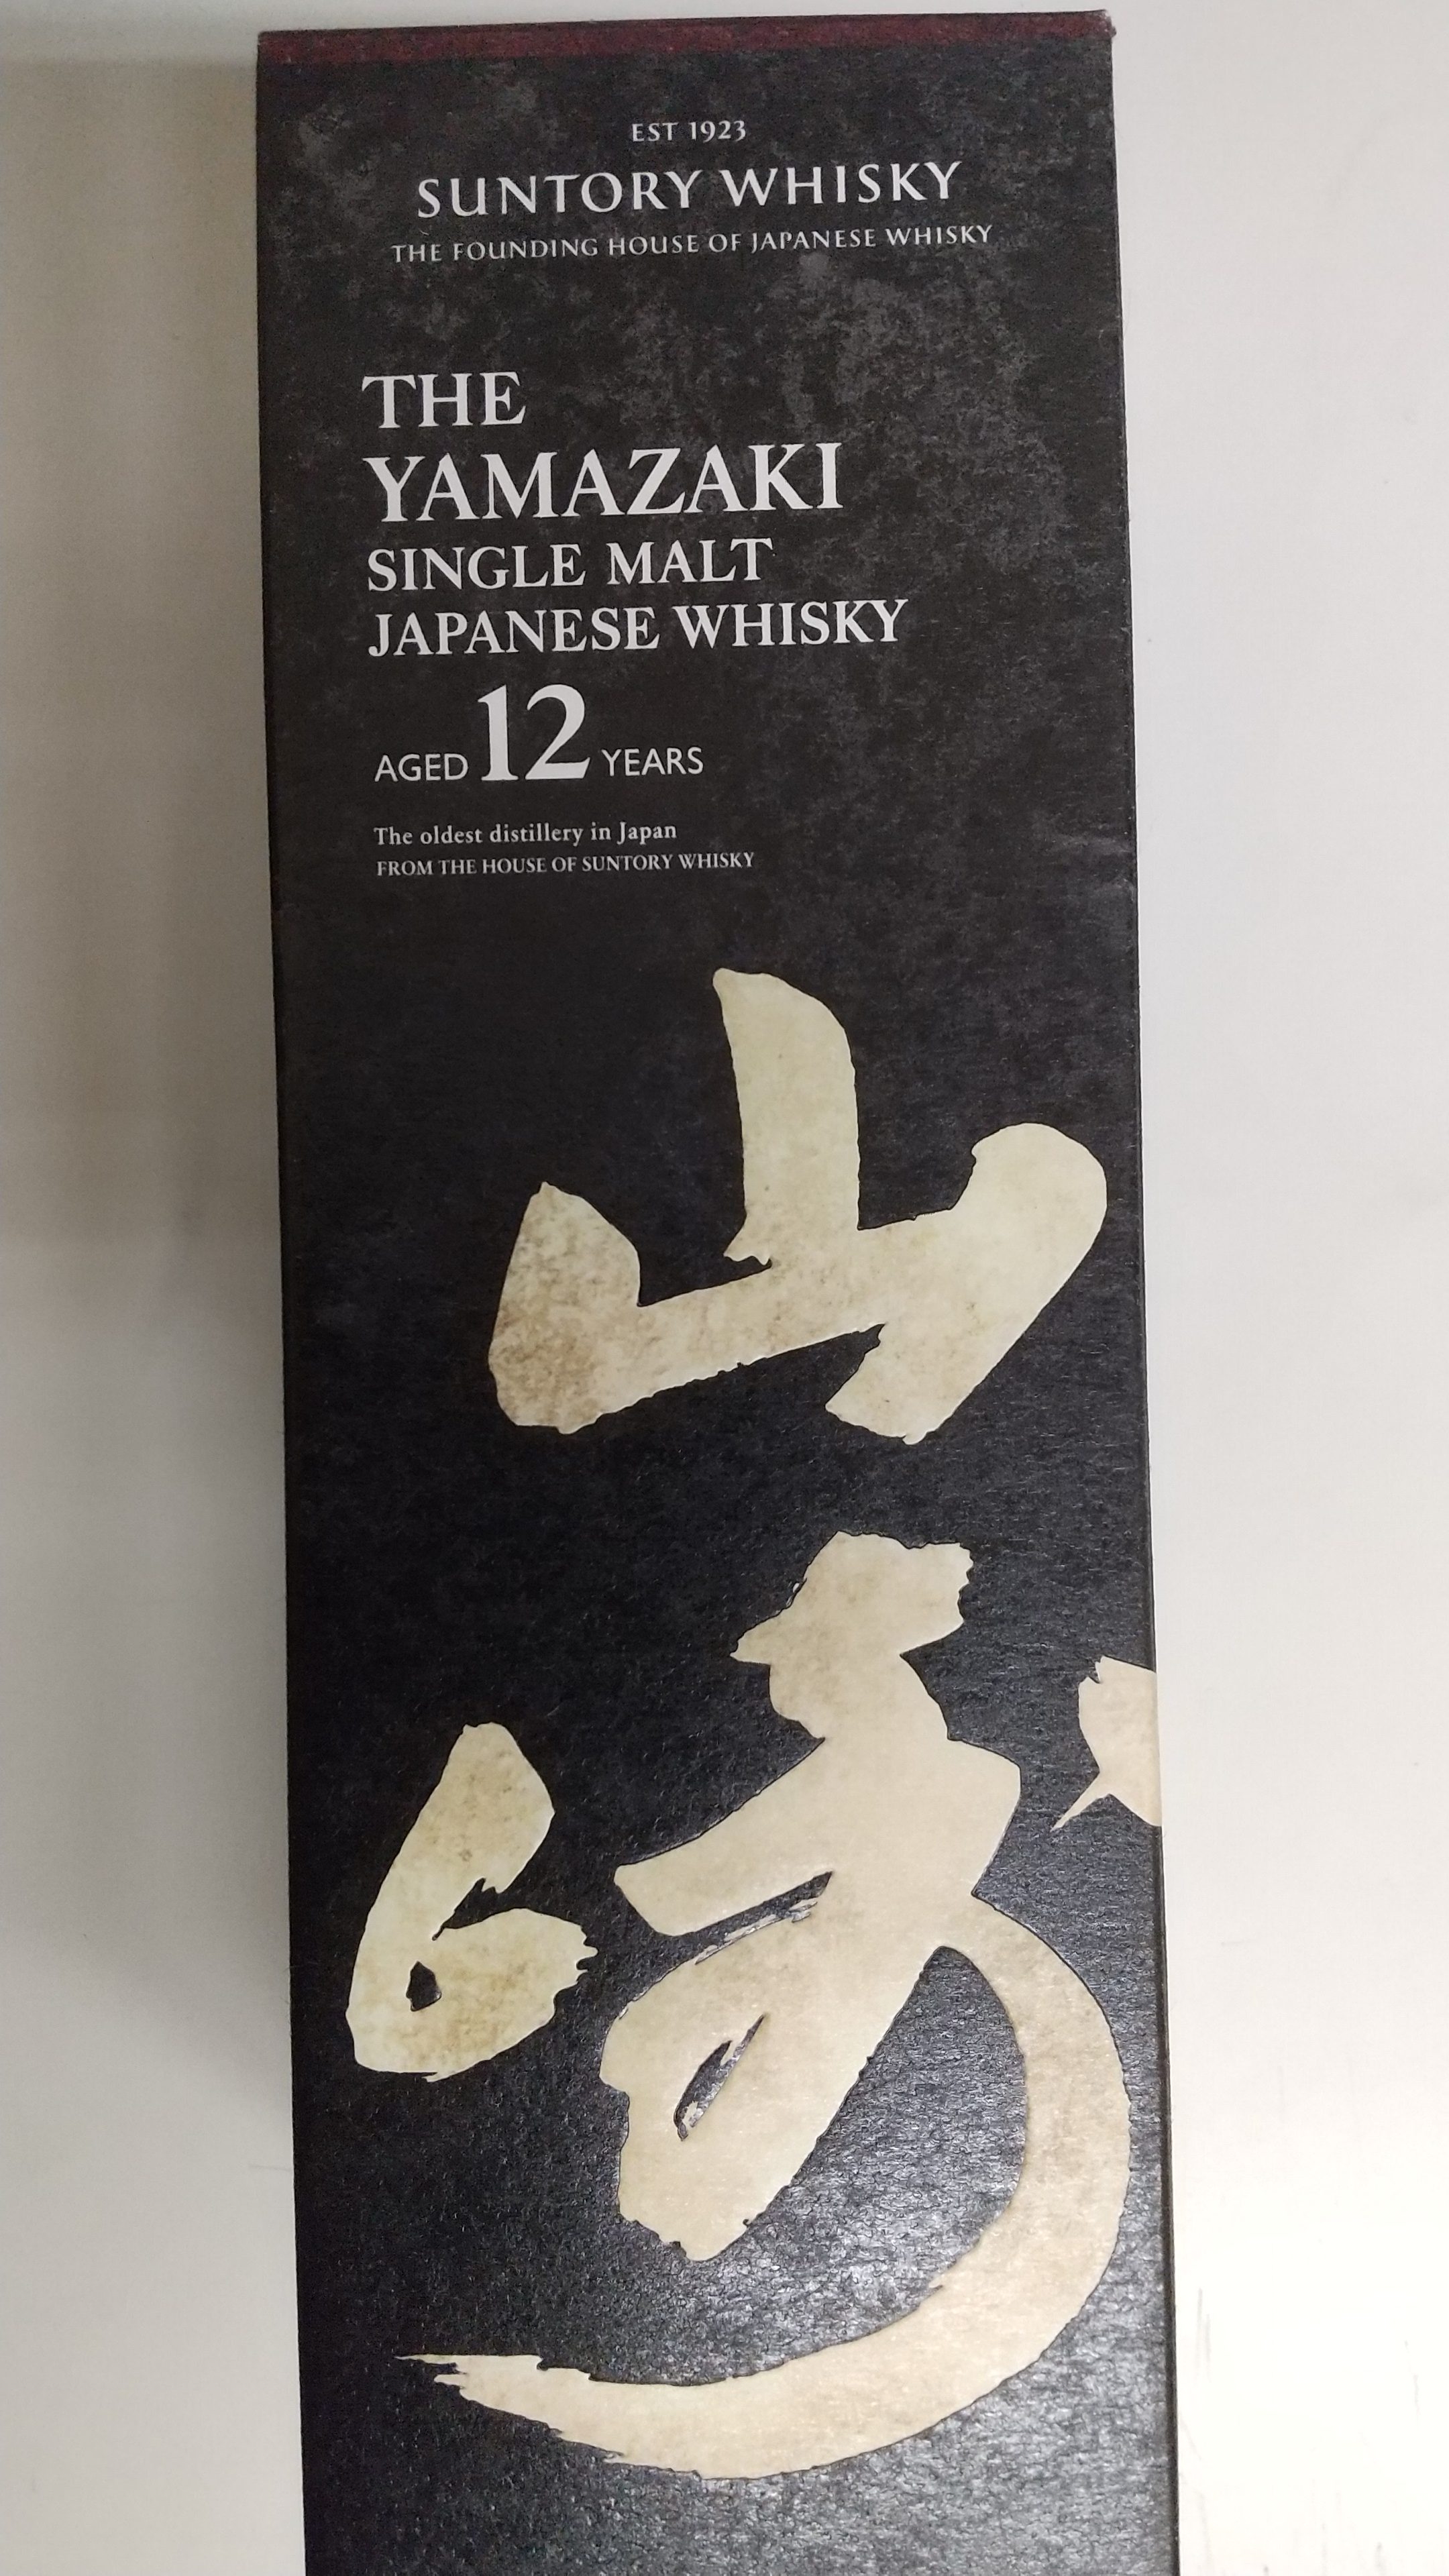 EST 1923
SUNTORY WHISKY
THE FOUNDING HOUSE OF JAPANESE WHISKY
THE
YAMAZAKI
SINGLE MALT
JAPANESE WHISKY
AGED 12 YEARS
The oldest distillery in Japan
FROM THE HOUSE OF SUNTORY WHISKY
山
崎